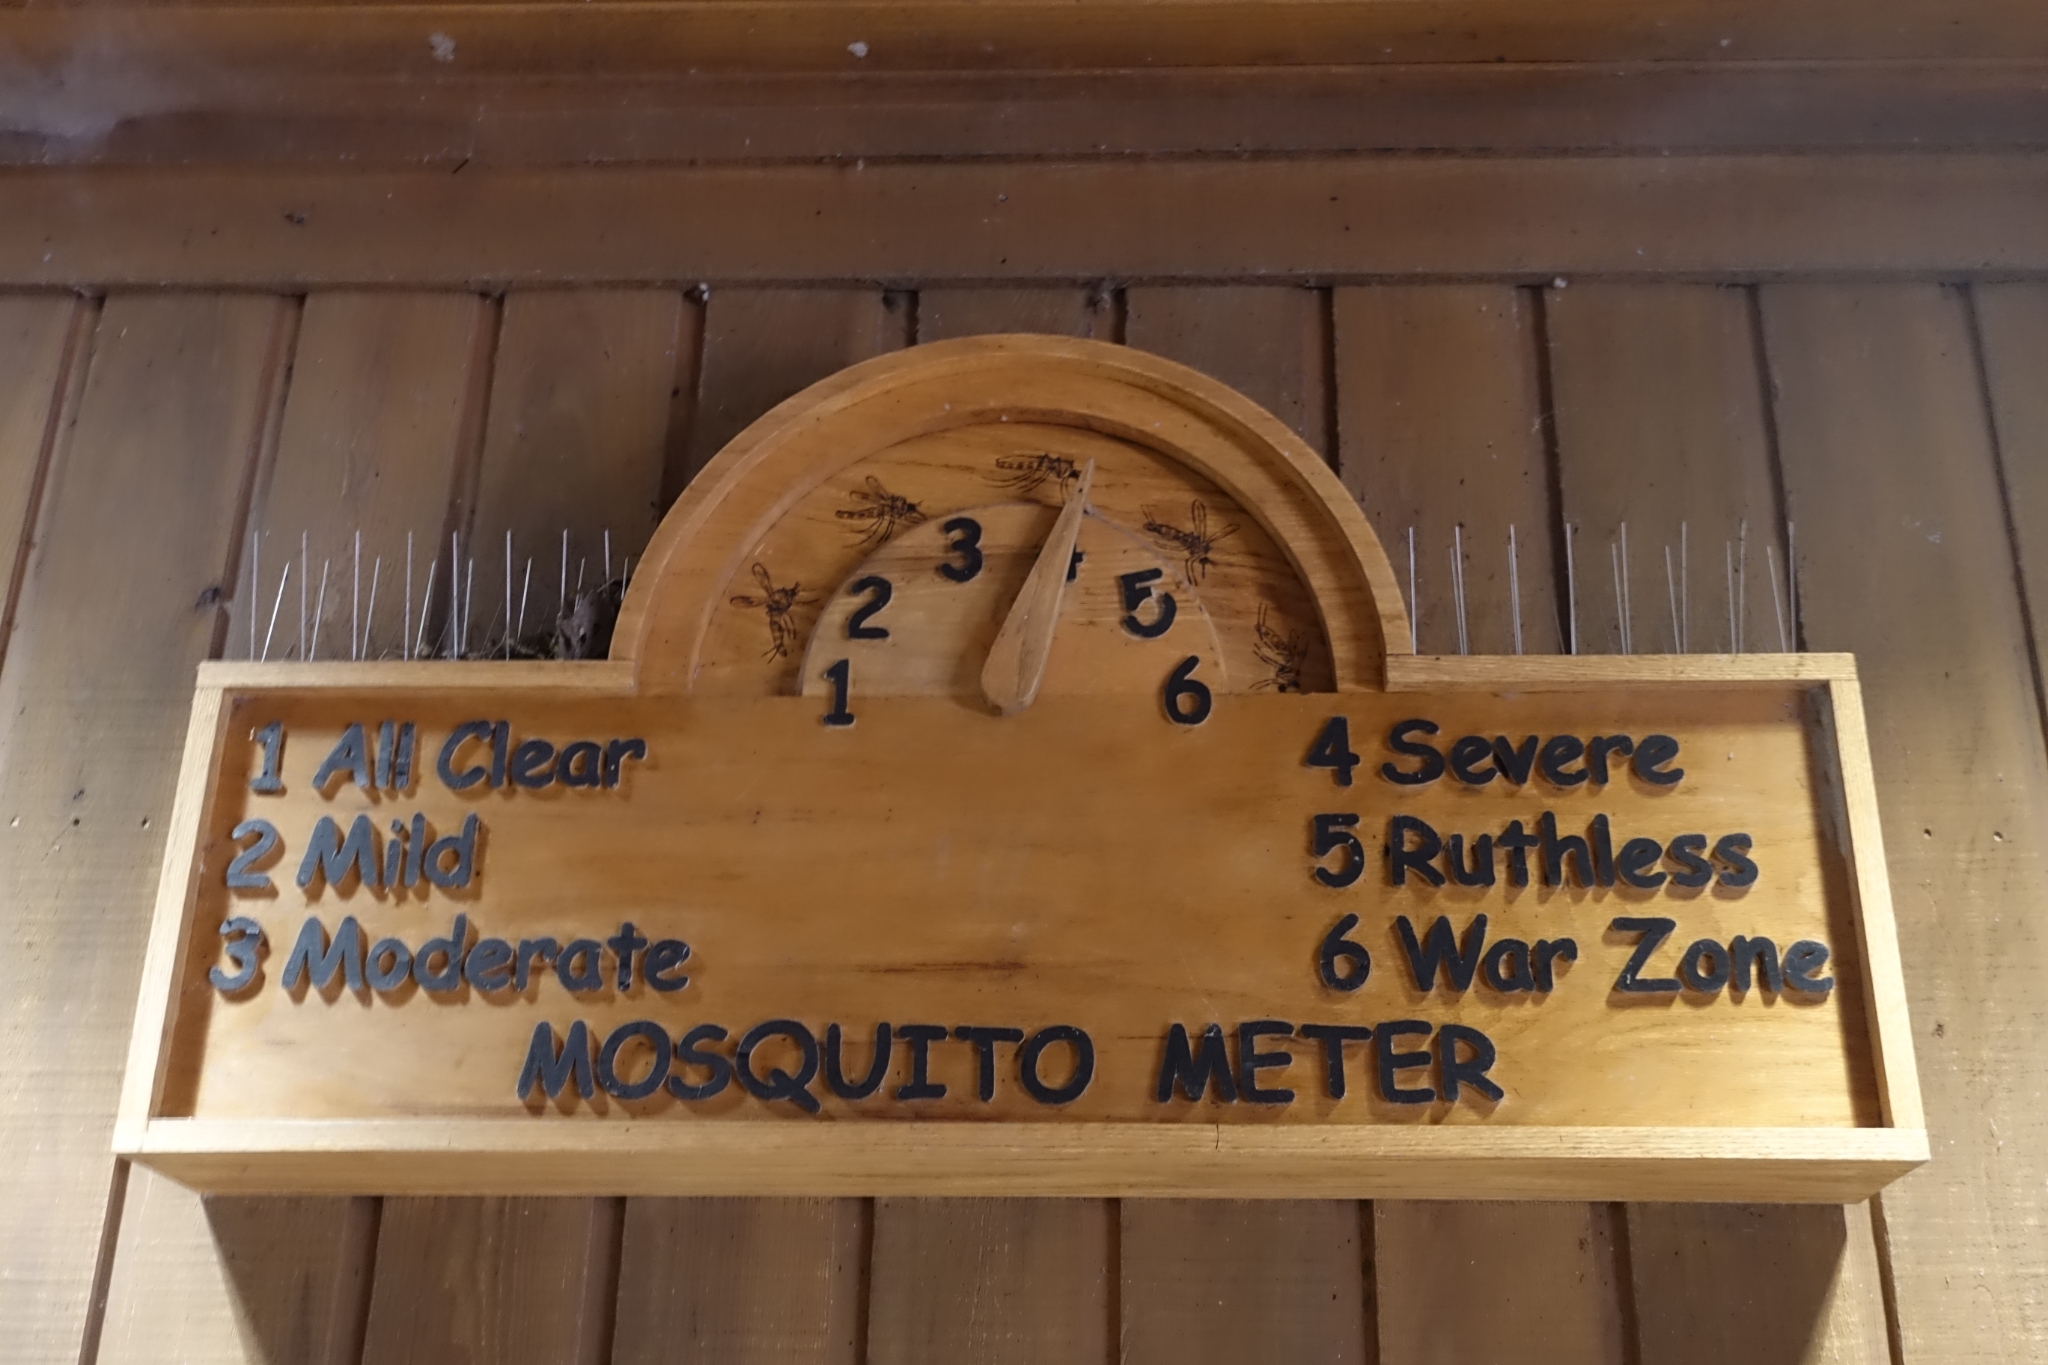 3 4
2 5
1 6
1 All Clear
2 Mild
3 Moderate
4 Severe
5 Ruthless
6 War Zone
MOSQUITO METER